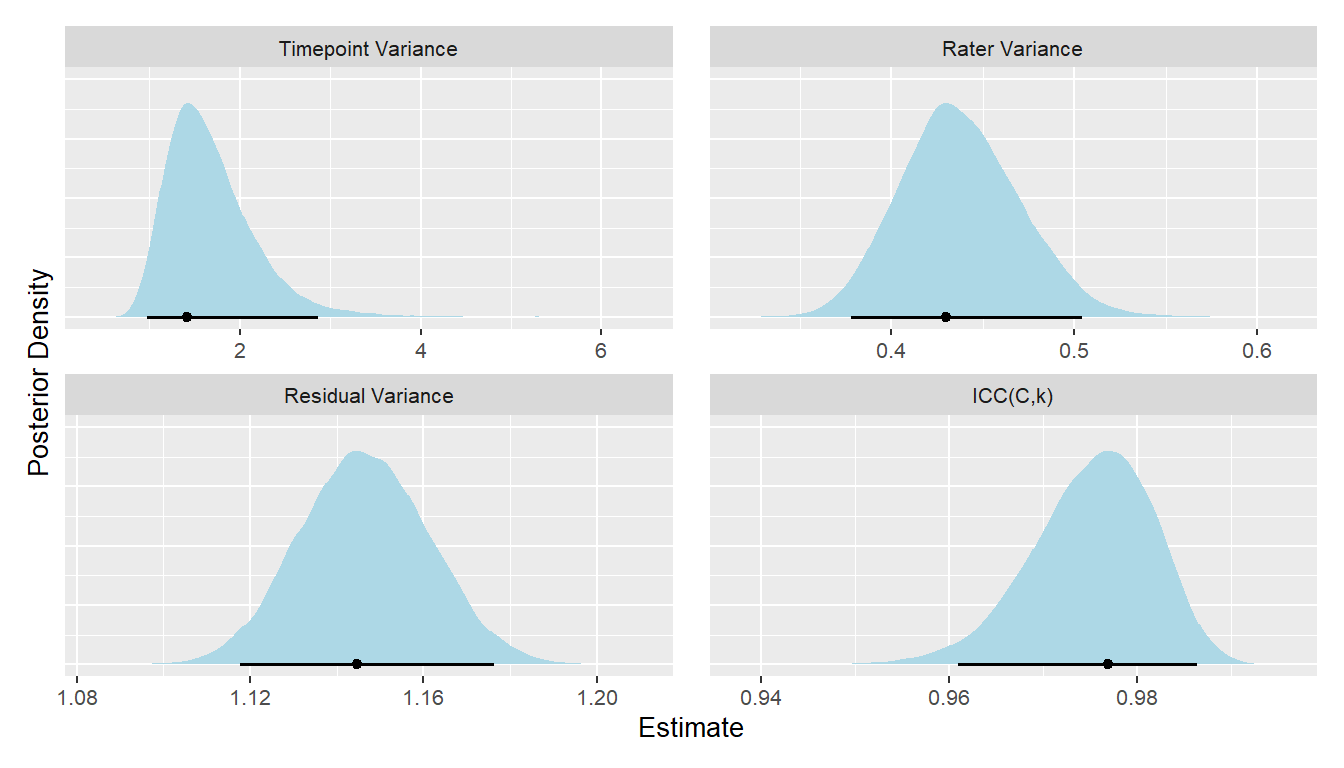 Timepoint Variance
Rater Variance
2 4 6
0.4 0.5 0.6
Residual Variance
ICC(C,k)
1.08 1.12 1.16 1.20
0.94 0.96 0.98
Posterior Density
Estimate